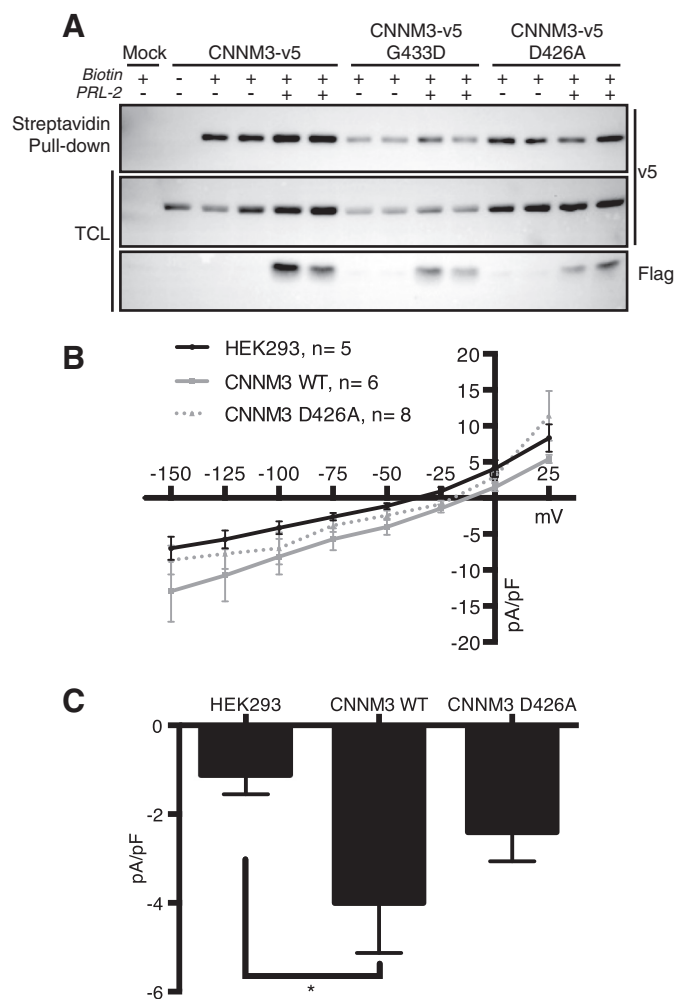 A
Mock
CNNM3-v5
CNNM3-v5
G433D
CNNM3-v5
D426A
Biotin + - + + + + + + + + + + + +
PRL-2 - - - - + + - - + + - - + +
Streptavidin
Pull-down
v5
TCL
Flag
B
HEK293, n= 5
CNNM3 WT, n= 6
CNNM3 D426A, n= 8
20
15
10
5
-150 -125 -100 -75 -50 -25 0 25
mV
-5
-10
-15
-20
pA/pF
C
HEK293 CNNM3 WT CNNM3 D426A
0
-2
-4
-6
pA/pF
*